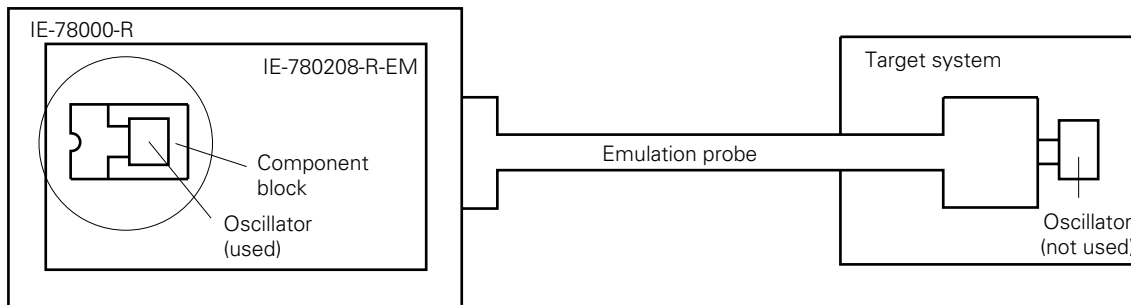 IE-78000-R
IE-780208-R-EM
Component
block
Oscillator
(used)
Emulation probe
Target system
Oscillator
(not used)